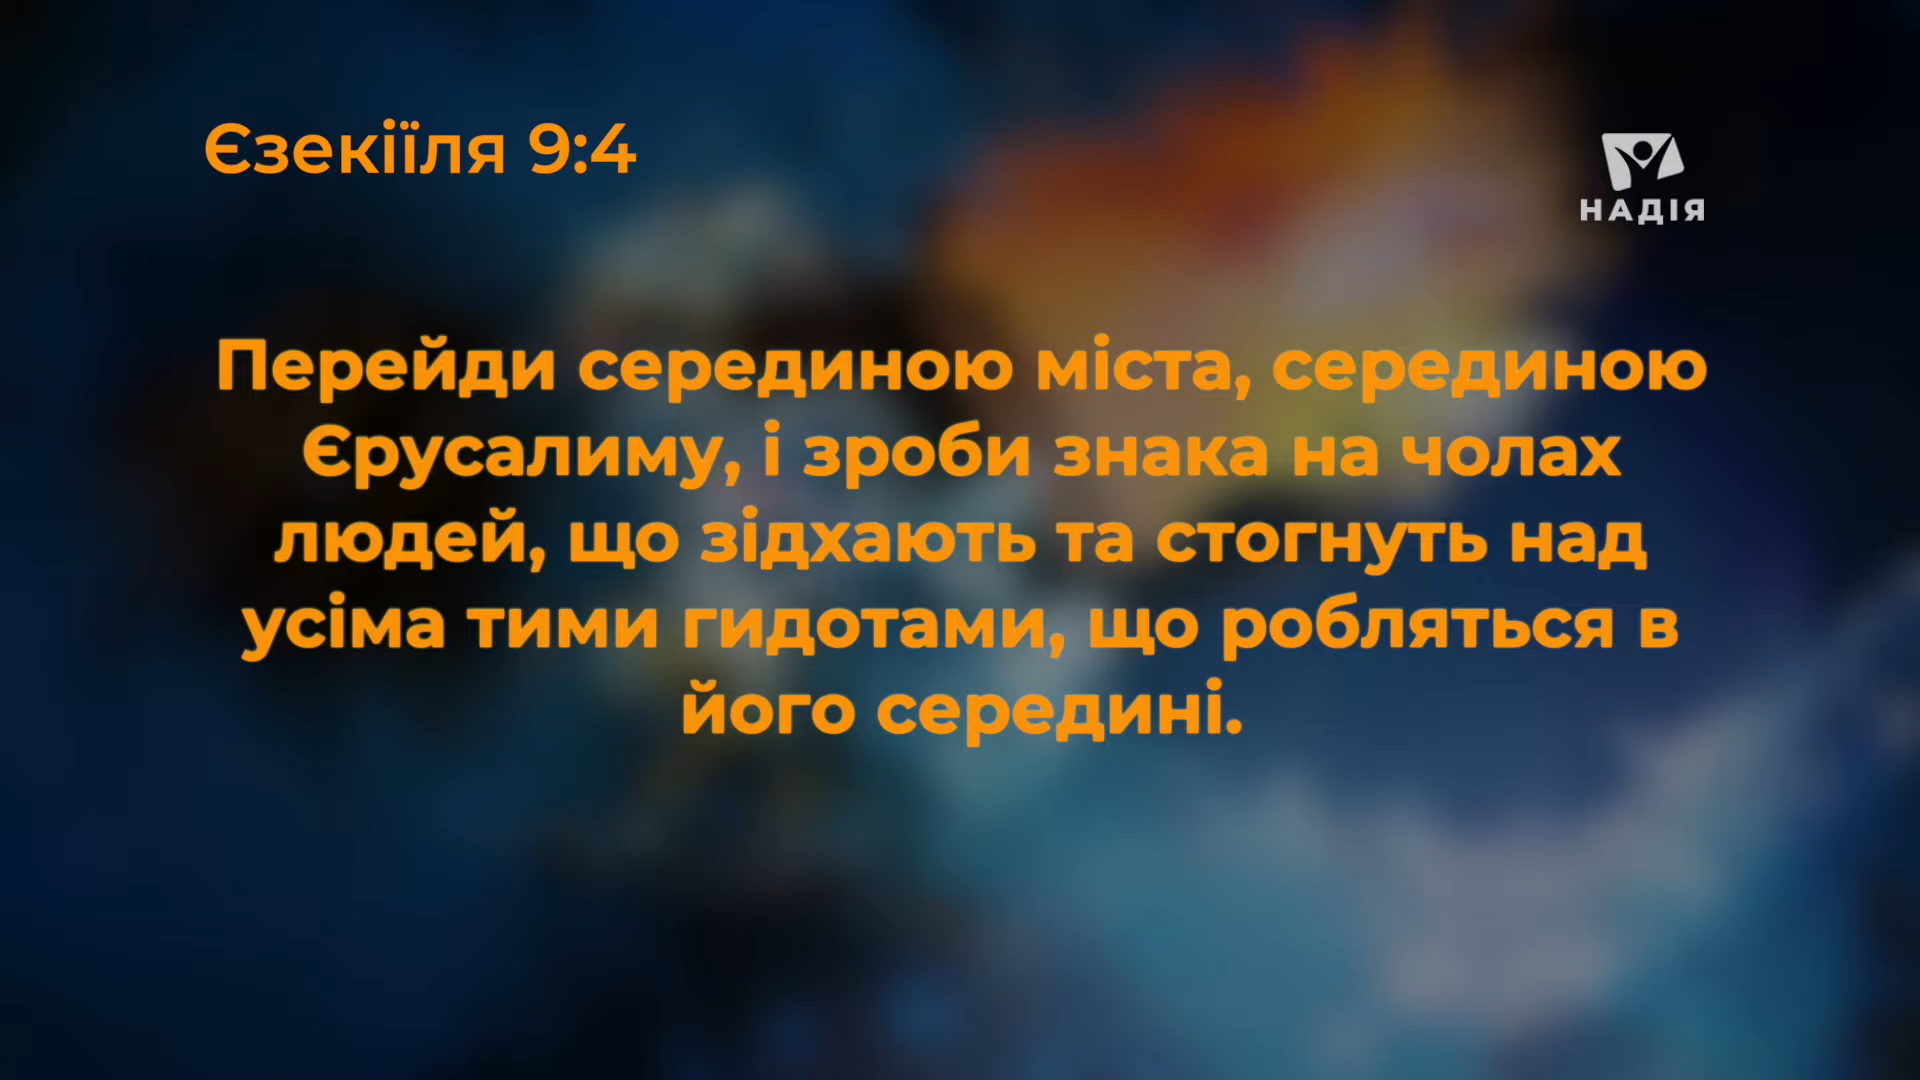 Єзекіїля 9:4
НАДІЯ
Перейди серединою міста, серединою
Єрусалиму, і зроби знака на чолах
людей, що зідхають та стогнуть над
усіма тими гидотами, що робляться в
його середині.